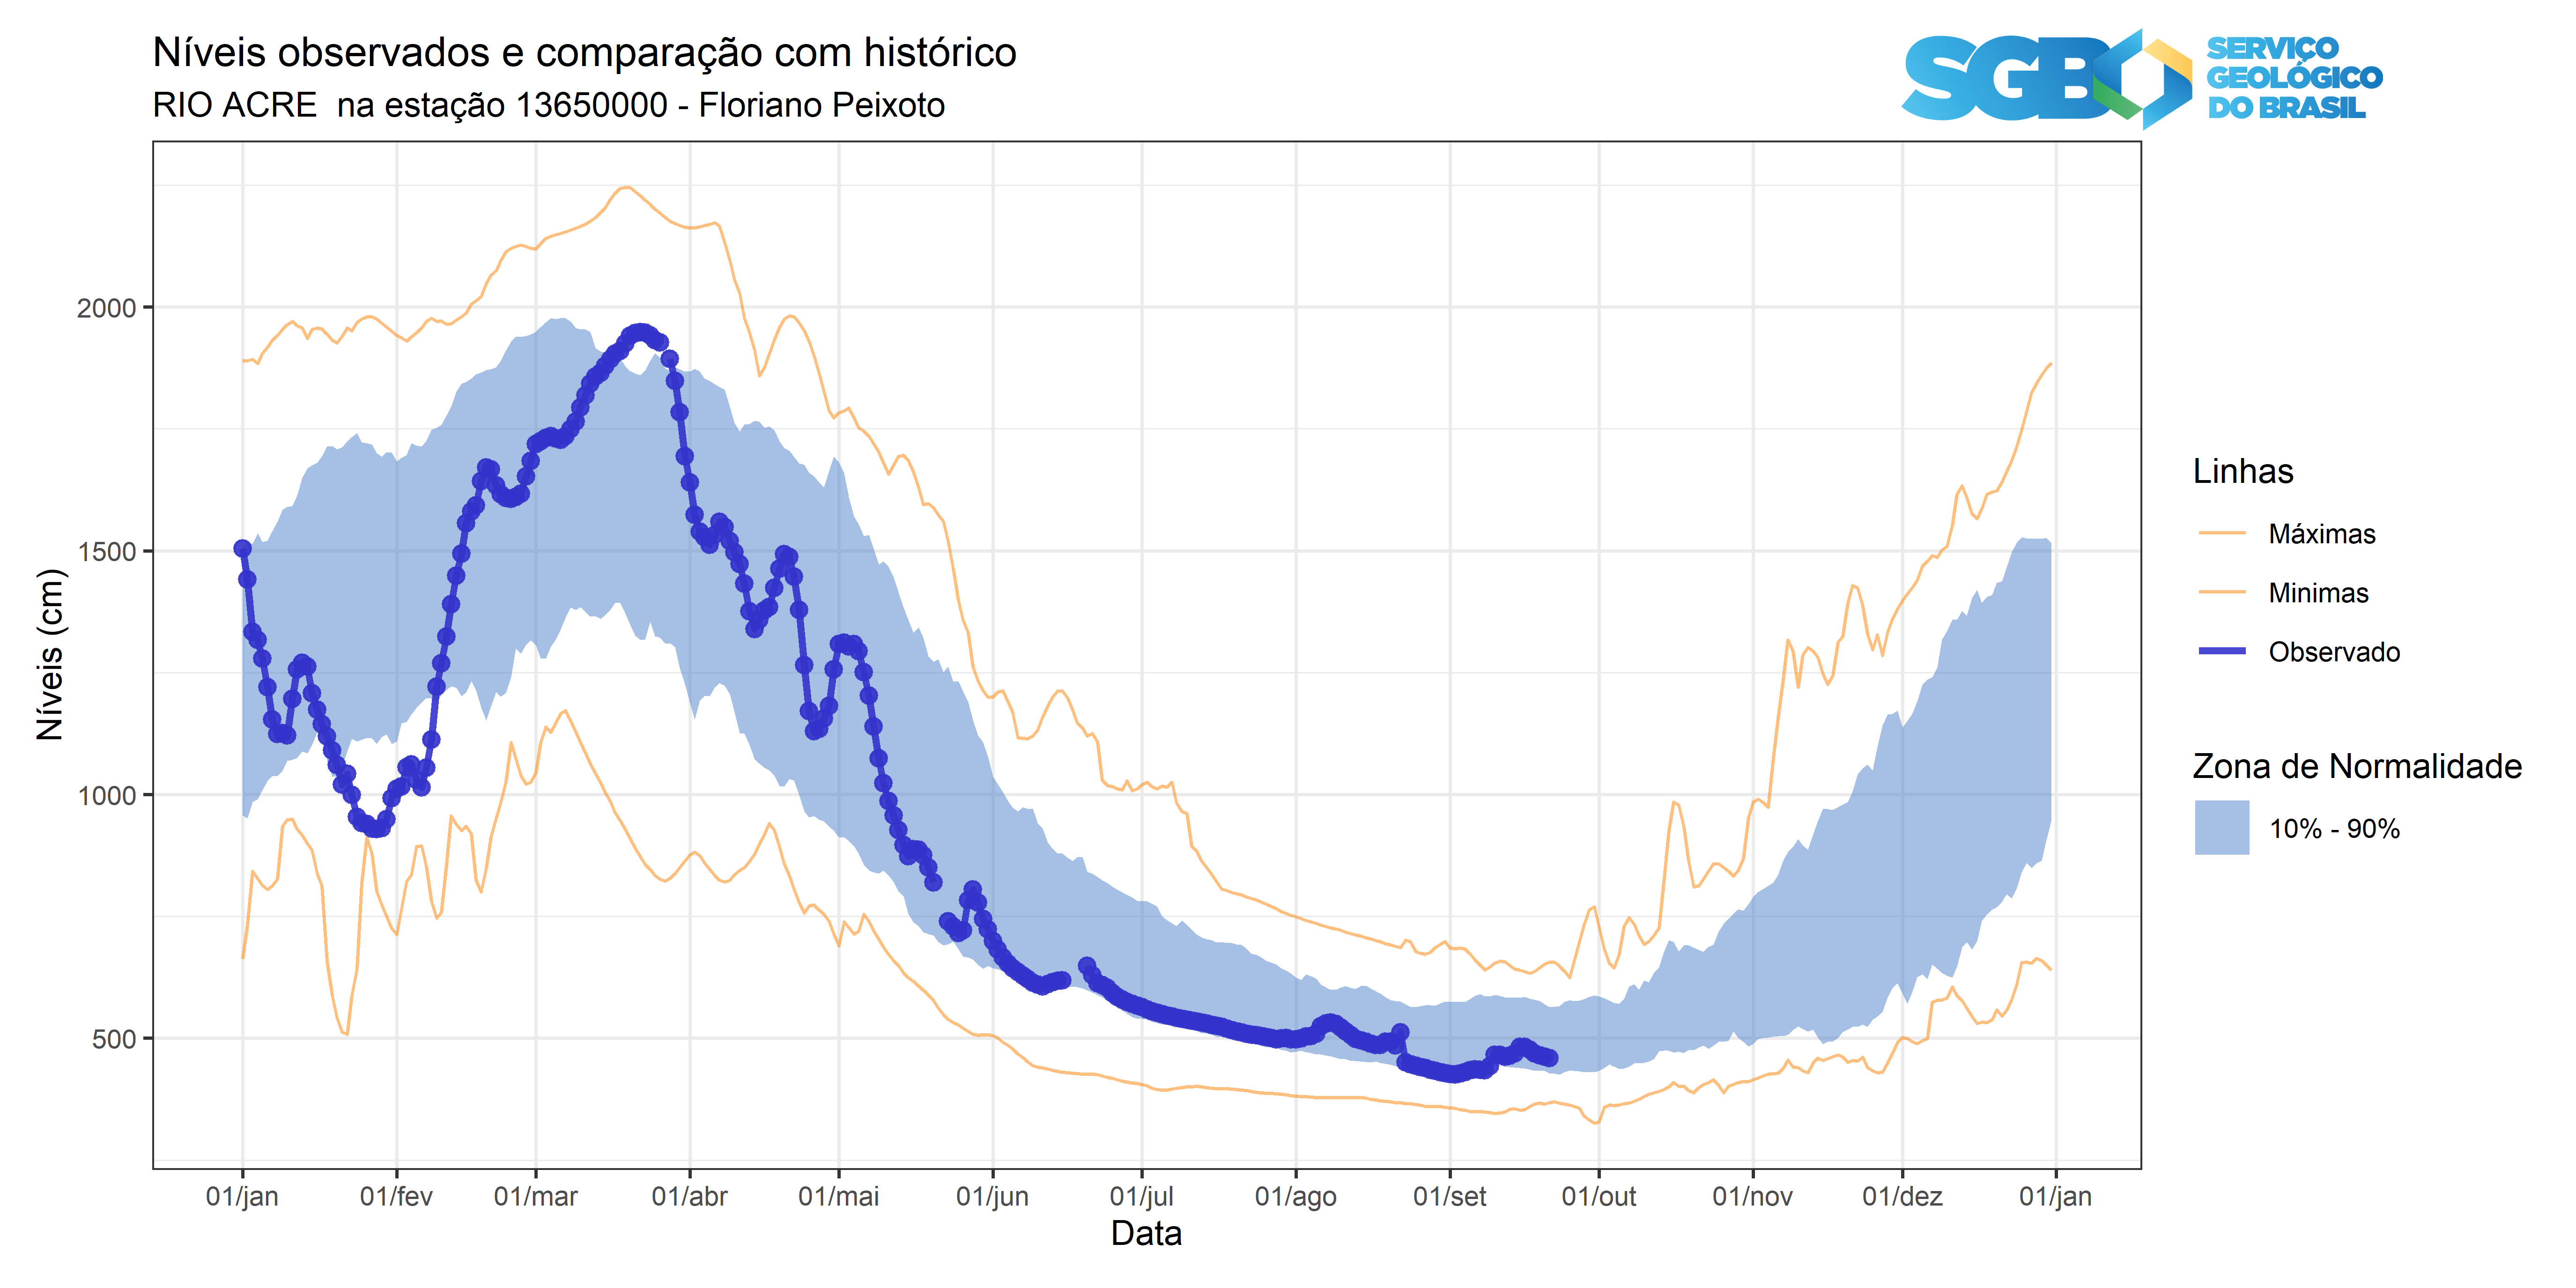 Níveis observados e comparação com histórico
RIO ACRE  na estação 13650000 - Floriano Peixoto
SGB
SERVIÇO
GEOLÓGICO
DO BRASIL
Níveis (cm)
2000
1500
1000
500
01/jan
01/fev
01/mar
01/abr
01/mai
01/jun
01/jul
01/ago
01/set
01/out
01/nov
01/dez
01/jan
Data
Linhas
Máximas
Minimas
Observado
Zona de Normalidade
10% - 90%